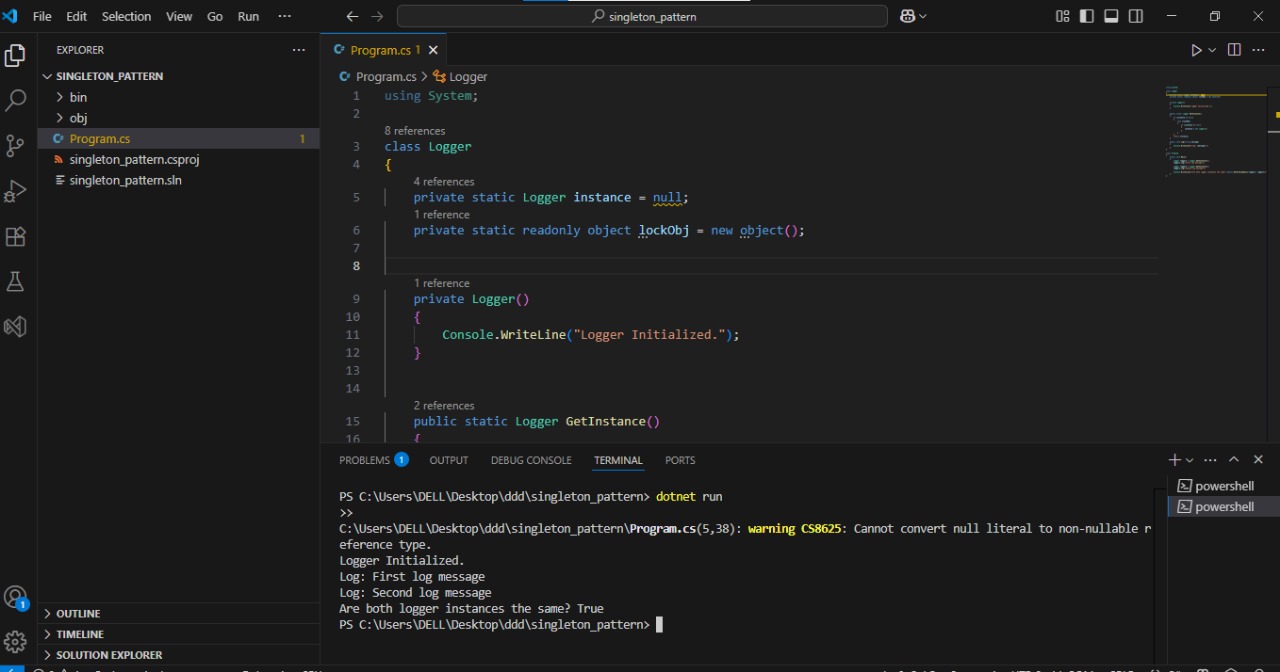 File Edit Selection View Go Run ···
singleton_pattern
EXPLORER
SINGLETON_PATTERN
bin
obj
Program.cs 1
singleton_pattern.csproj
singleton_pattern.sln
OUTLINE
TIMELINE
SOLUTION EXPLORER
1
Program.cs 1
Program.cs > Logger
1 using System;
2
8 references
3 class Logger
4 {
4 references
5 private static Logger instance = null;
1 reference
6 private static readonly object lockObj = new object();
7
8
1 reference
9 private Logger()
10 {
11 Console.WriteLine("Logger Initialized.");
12 }
13
14
2 references
15 public static Logger GetInstance()
16 {
PROBLEMS 1 OUTPUT DEBUG CONSOLE TERMINAL PORTS
PS C:\Users\DELL\Desktop\ddd\singleton_pattern> dotnet run
>>
C:\Users\DELL\Desktop\ddd\singleton_pattern\Program.cs(5,38): warning CS8625: Cannot convert null literal to non-nullable r
eference type.
Logger Initialized.
Log: First log message
Log: Second log message
Are both logger instances the same? True
PS C:\Users\DELL\Desktop\ddd\singleton_pattern>
powershell
powershell